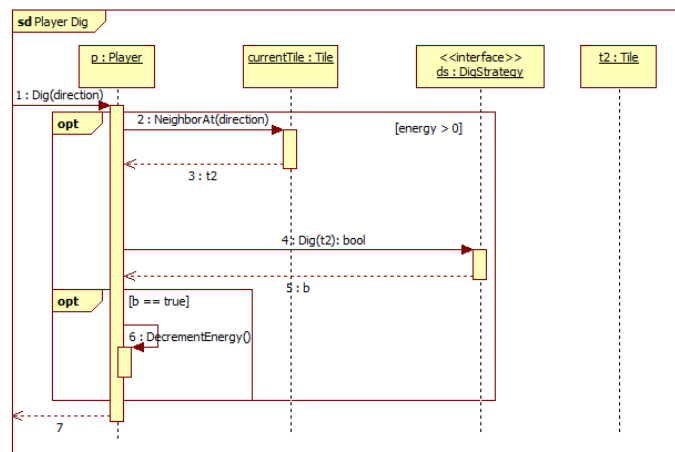 sd Player Dig
p : Player
currentTile : Tile
<<interface>>
ds : DigStrategy
t2 : Tile
1 : Dig(direction)
opt
2 : NeighborAt(direction)
[energy > 0]
3 : t2
4 : Dig(t2): bool
5 : b
opt
[b == true]
6 : DecrementEnergy()
7